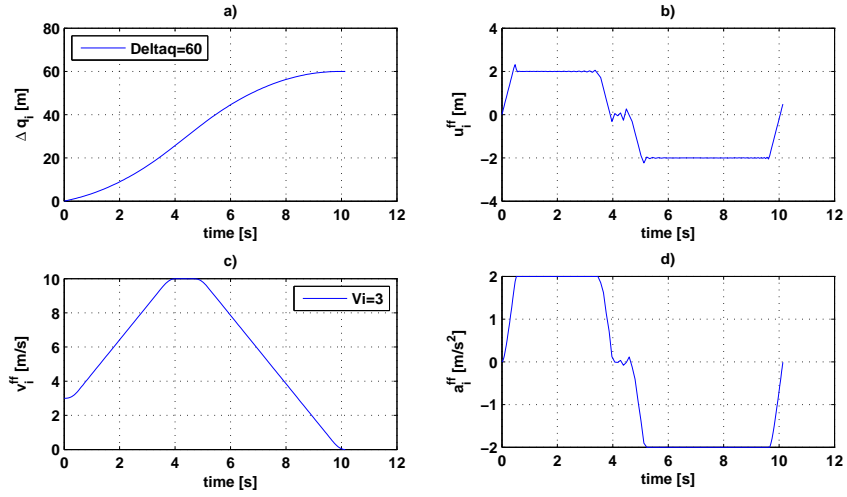 a)
80
60
40
20
0
Δ q_i [m]
Deltaq=60
0 2 4 6 8 10 12
time [s]
b)
4
2
0
−2
−4
u_i^ff [m]
0 2 4 6 8 10 12
time [s]
c)
10
8
6
4
2
0
v_i^ff [m/s]
Vi=3
0 2 4 6 8 10 12
time [s]
d)
2
1
0
−1
−2
a_i^ff [m/s^2]
0 2 4 6 8 10 12
time [s]